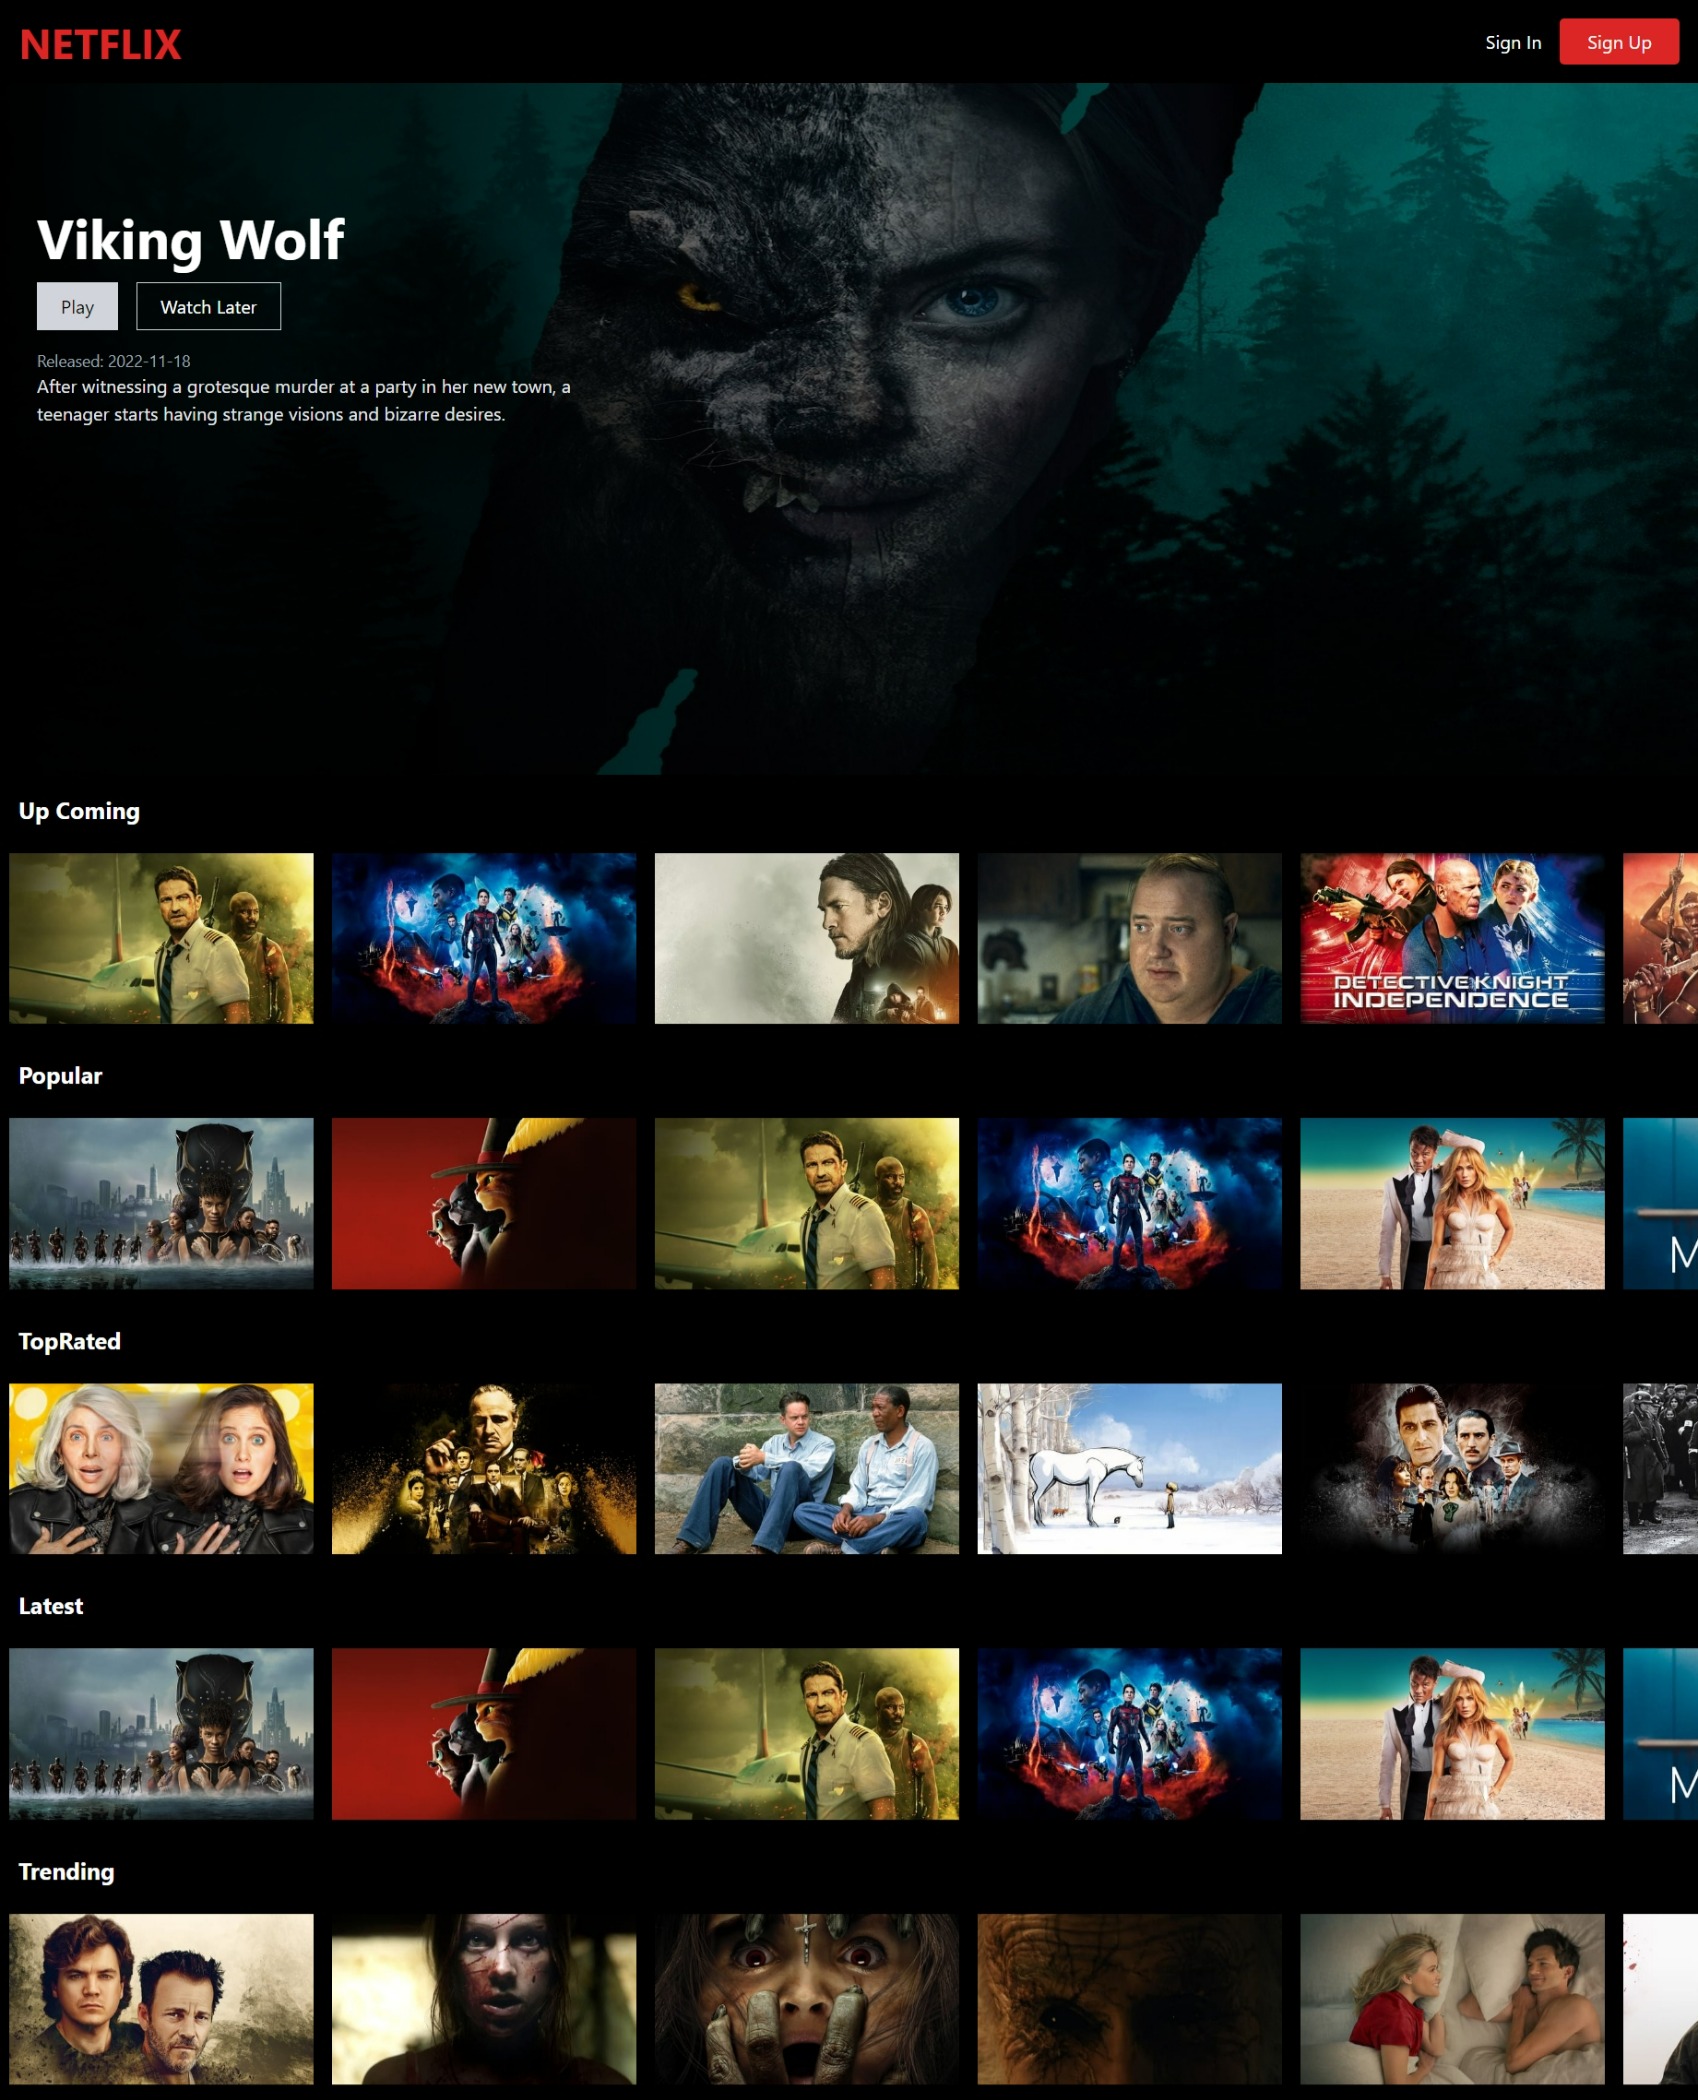 NETFLIX
Sign In
Sign Up
Viking Wolf
Play
Watch Later
Released: 2022-11-18
After witnessing a grotesque murder at a party in her new town, a
teenager starts having strange visions and bizarre desires.
Up Coming
DETECTIVE KNIGHT
INDEPENDENCE
Popular
M
TopRated
Latest
M
Trending